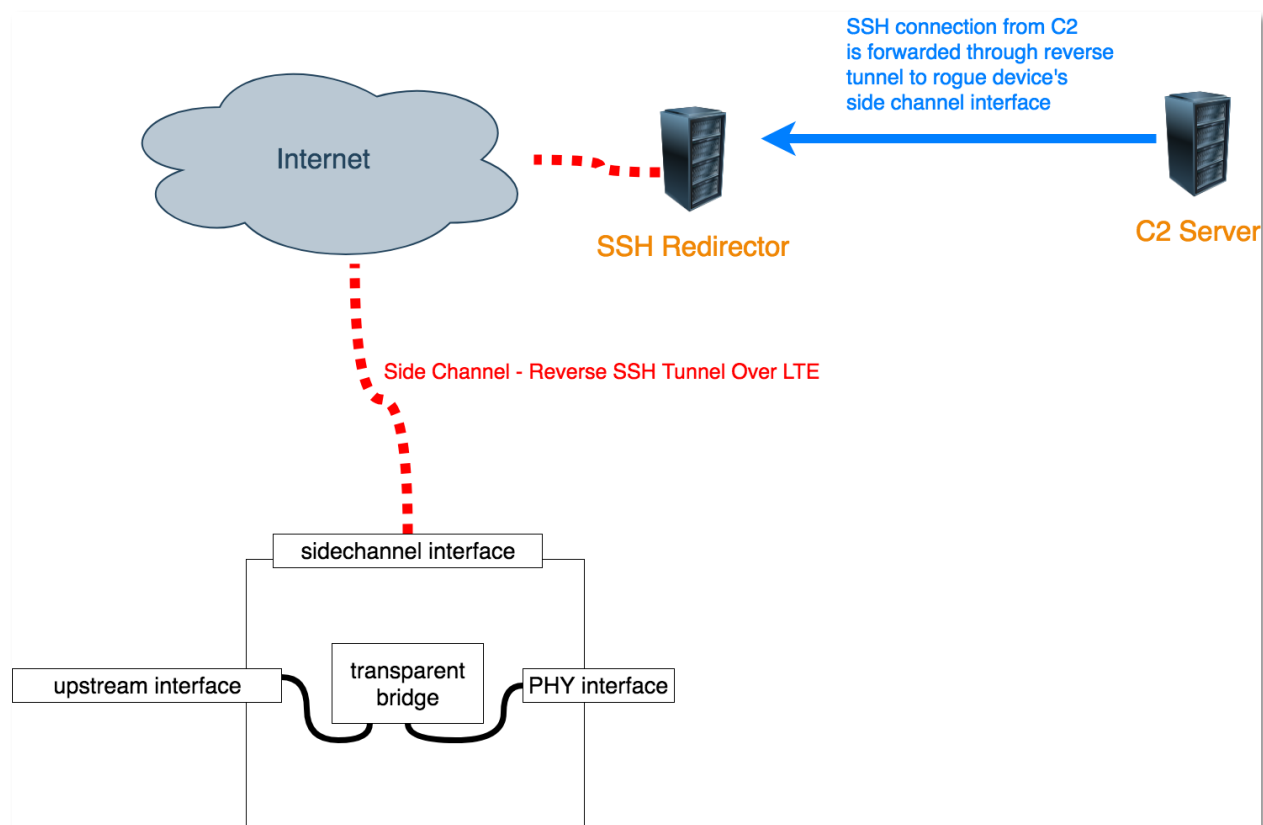 SSH connection from C2
is forwarded through reverse
tunnel to rogue device's
side channel interface
Internet
SSH Redirector
C2 Server
Side Channel - Reverse SSH Tunnel Over LTE
sidechannel interface
upstream interface
transparent
bridge
PHY interface